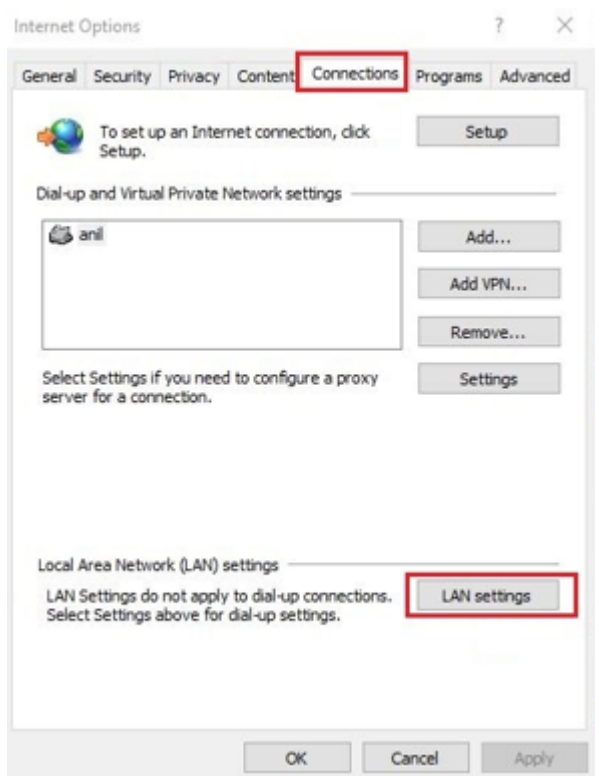 Internet Options ?
General Security Privacy Content Connections Programs Advanced
To set up an Internet connection, click
Setup.
Setup
Dial-up and Virtual Private Network settings
anil
Add...
Add VPN...
Remove...
Select Settings if you need to configure a proxy
server for a connection.
Settings
Local Area Network (LAN) settings
LAN Settings do not apply to dial-up connections.
Select Settings above for dial-up settings.
LAN settings
OK Cancel Apply